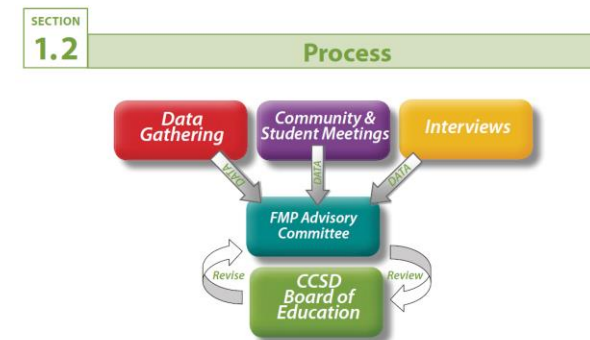 SECTION
1.2
Process
Data
Gathering
Community &
Student Meetings
Interviews
DATA
DATA
DATA
FMP Advisory
Committee
Revise
Review
CCSD
Board of
Education